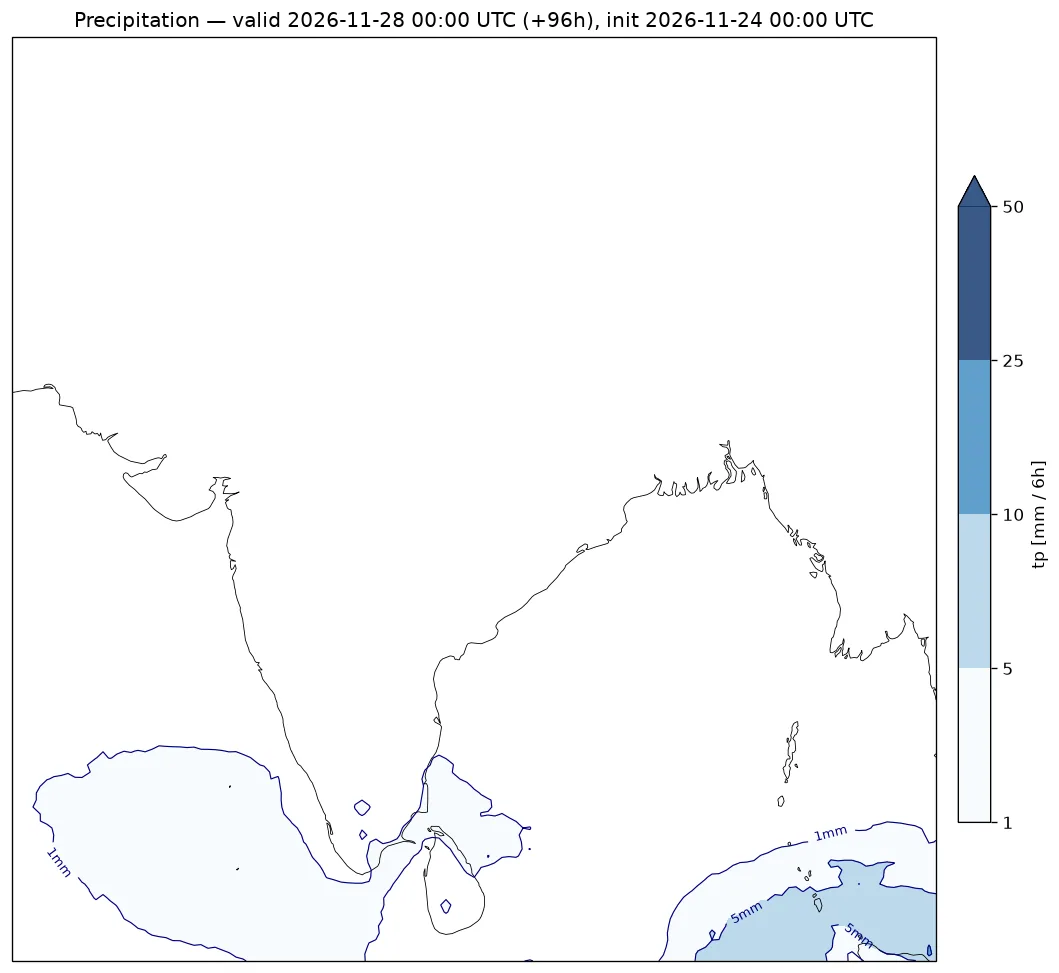 Precipitation — valid 2026-11-28 00:00 UTC (+96h), init 2026-11-24 00:00 UTC
50
25
10
5
1
tp [mm / 6h]
1mm
1mm
5mm
5mm